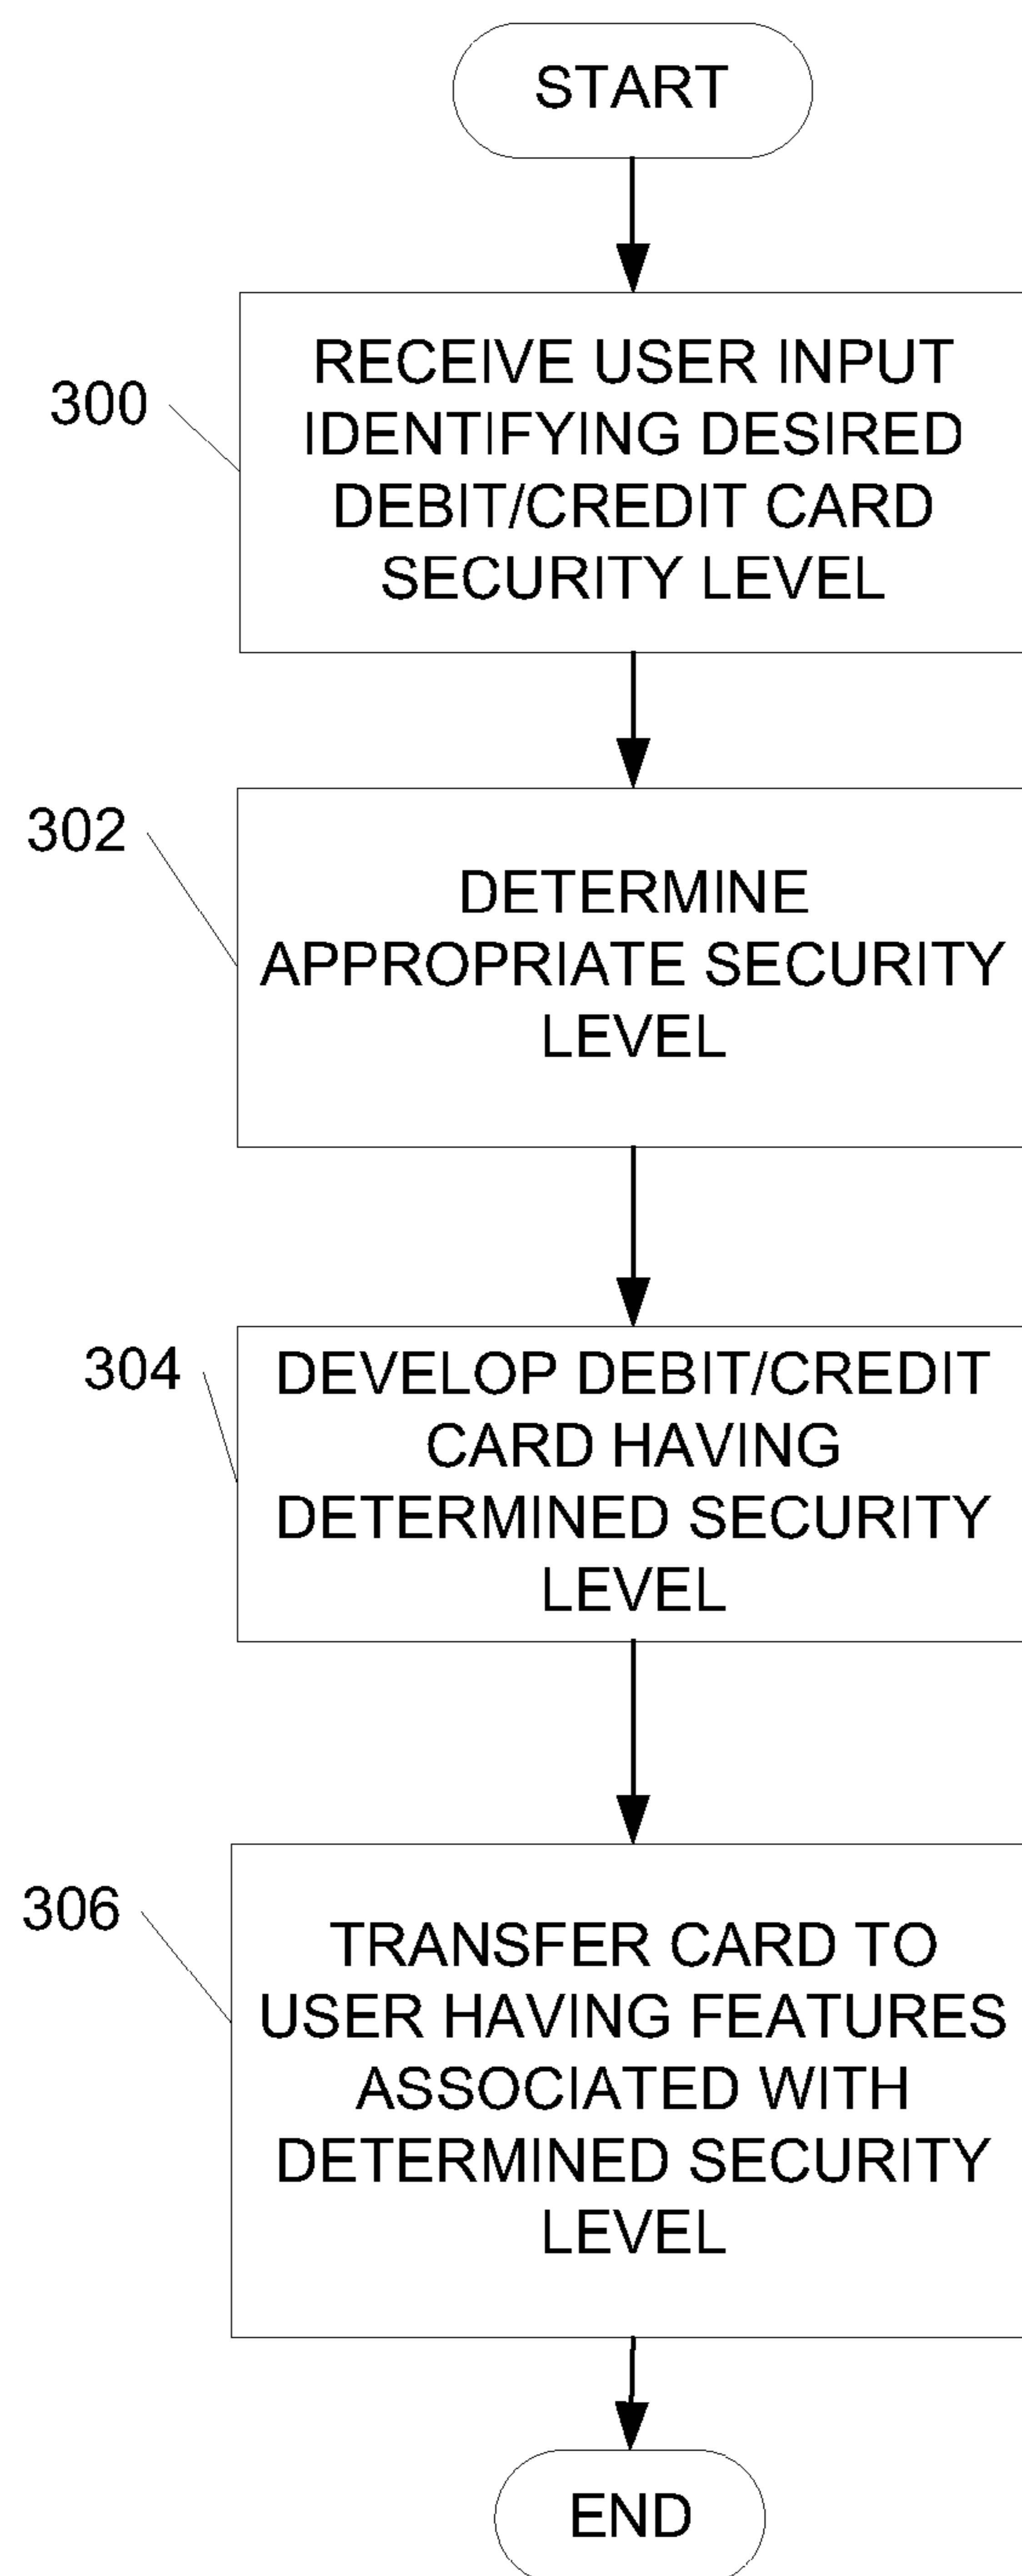 START
300
RECEIVE USER INPUT
IDENTIFYING DESIRED
DEBIT/CREDIT CARD
SECURITY LEVEL
302
DETERMINE
APPROPRIATE SECURITY
LEVEL
304
DEVELOP DEBIT/CREDIT
CARD HAVING
DETERMINED SECURITY
LEVEL
306
TRANSFER CARD TO
USER HAVING FEATURES
ASSOCIATED WITH
DETERMINED SECURITY
LEVEL
END